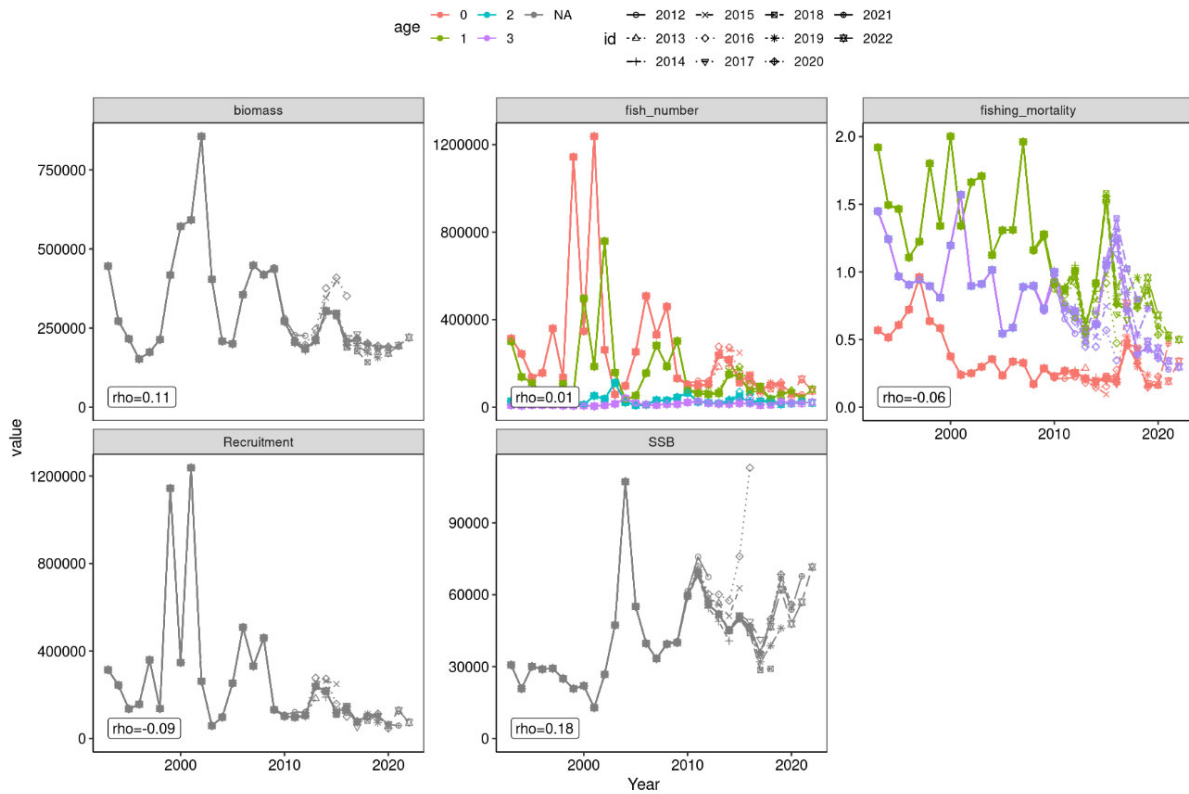 age
0 2 NA
1 3
id
2012 2015 2018 2021
2013 2016 2019 2022
2014 2017 2020
biomass
fish_number
fishing_mortality
value
750000
500000
250000
0
rho=0.11
1200000
800000
400000
0
rho=0.01
2.0
1.5
1.0
0.5
0.0
rho=-0.06
2000 2010 2020
Recruitment
SSB
1200000
800000
400000
0
rho=-0.09
90000
60000
30000
0
rho=0.18
2000 2010 2020
2000 2010 2020
Year